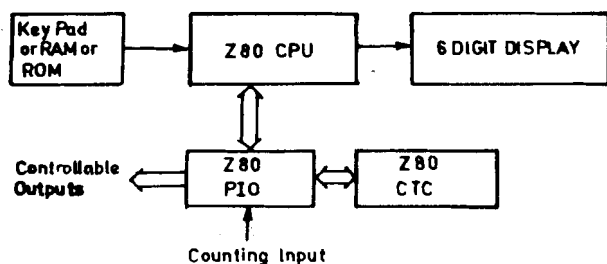 Key Pad
or RAM or
ROM
Z80 CPU
6 DIGIT DISPLAY
Controllable
Outputs
Z80
PIO
Z80
CTC
Counting Input